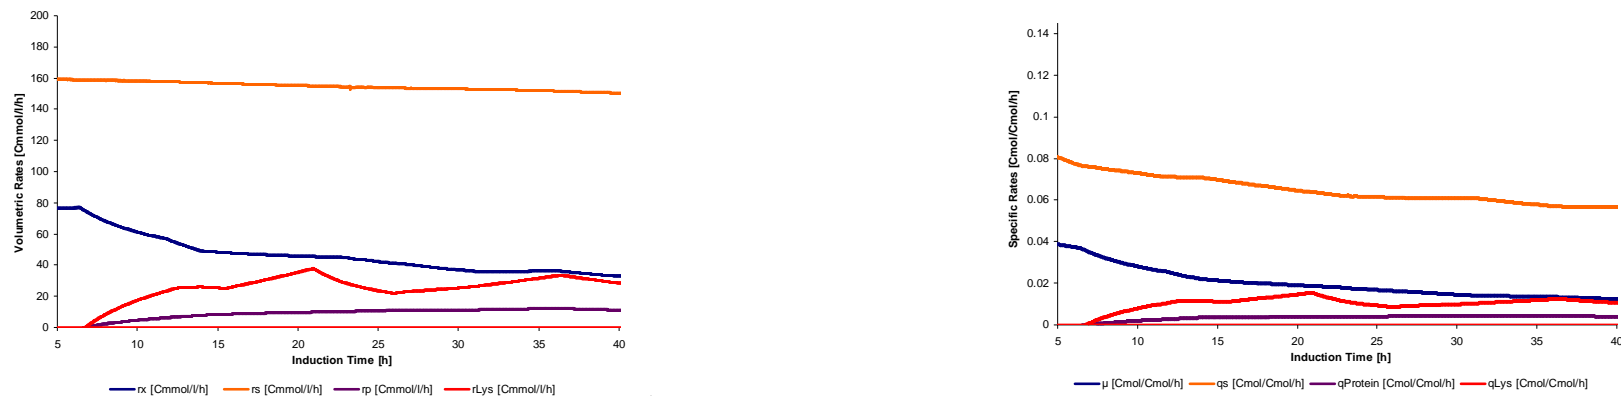 200
180
160
140
120
100
80
60
40
20
0
Volumetric Rates [Cmmol/l/h]
5 10 15 20 25 30 35 40
Induction Time [h]
rx [Cmmol/l/h] rs [Cmmol/l/h] rp [Cmmol/l/h] rLys [Cmmol/l/h]
0.14
0.12
0.1
0.08
0.06
0.04
0.02
0
Specific Rates [Cmol/Cmol/h]
5 10 15 20 25 30 35 40
Induction Time [h]
µ [Cmol/Cmol/h] qs [Cmol/Cmol/h] qProtein [Cmol/Cmol/h] qLys [Cmol/Cmol/h]